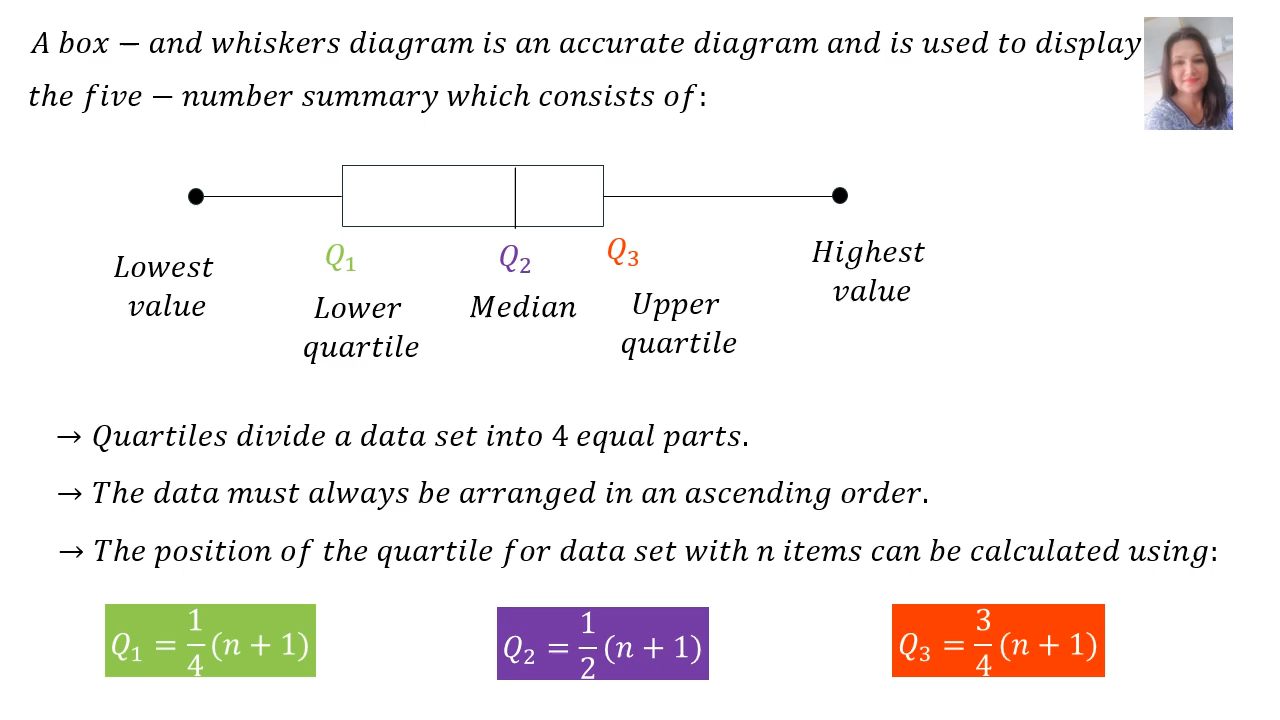 A box − and whiskers diagram is an accurate diagram and is used to display
the five − number summary which consists of:
Q₁ Q₂ Q₃
Lowest value
Lower quartile
Median
Upper quartile
Highest value
→ Quartiles divide a data set into 4 equal parts.
→ The data must always be arranged in an ascending order.
→ The position of the quartile for data set with n items can be calculated using:
Q₁ = 1/4 (n + 1)
Q₂ = 1/2 (n + 1)
Q₃ = 3/4 (n + 1)